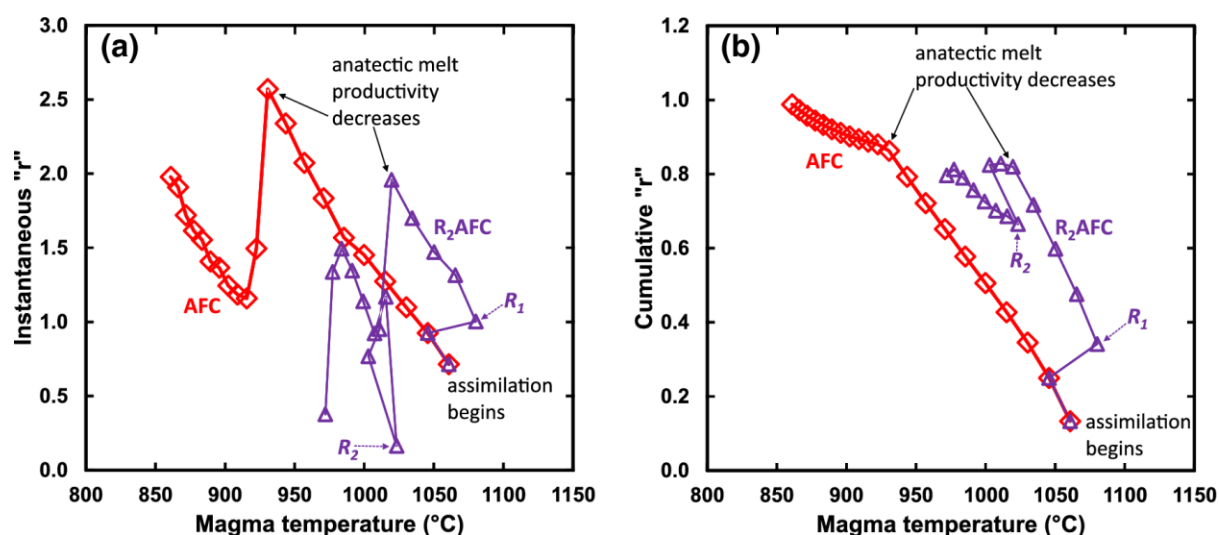 (a)
Instantaneous "r"
3.0
2.5
2.0
1.5
1.0
0.5
0.0
anatectic melt
productivity
decreases
R₂AFC
AFC
R₁
assimilation
begins
R₂
800 850 900 950 1000 1050 1100 1150
Magma temperature (°C)
(b)
Cumulative "r"
1.2
1.0
0.8
0.6
0.4
0.2
0.0
anatectic melt
productivity decreases
AFC
R₂AFC
R₂
R₁
assimilation
begins
800 850 900 950 1000 1050 1100 1150
Magma temperature (°C)